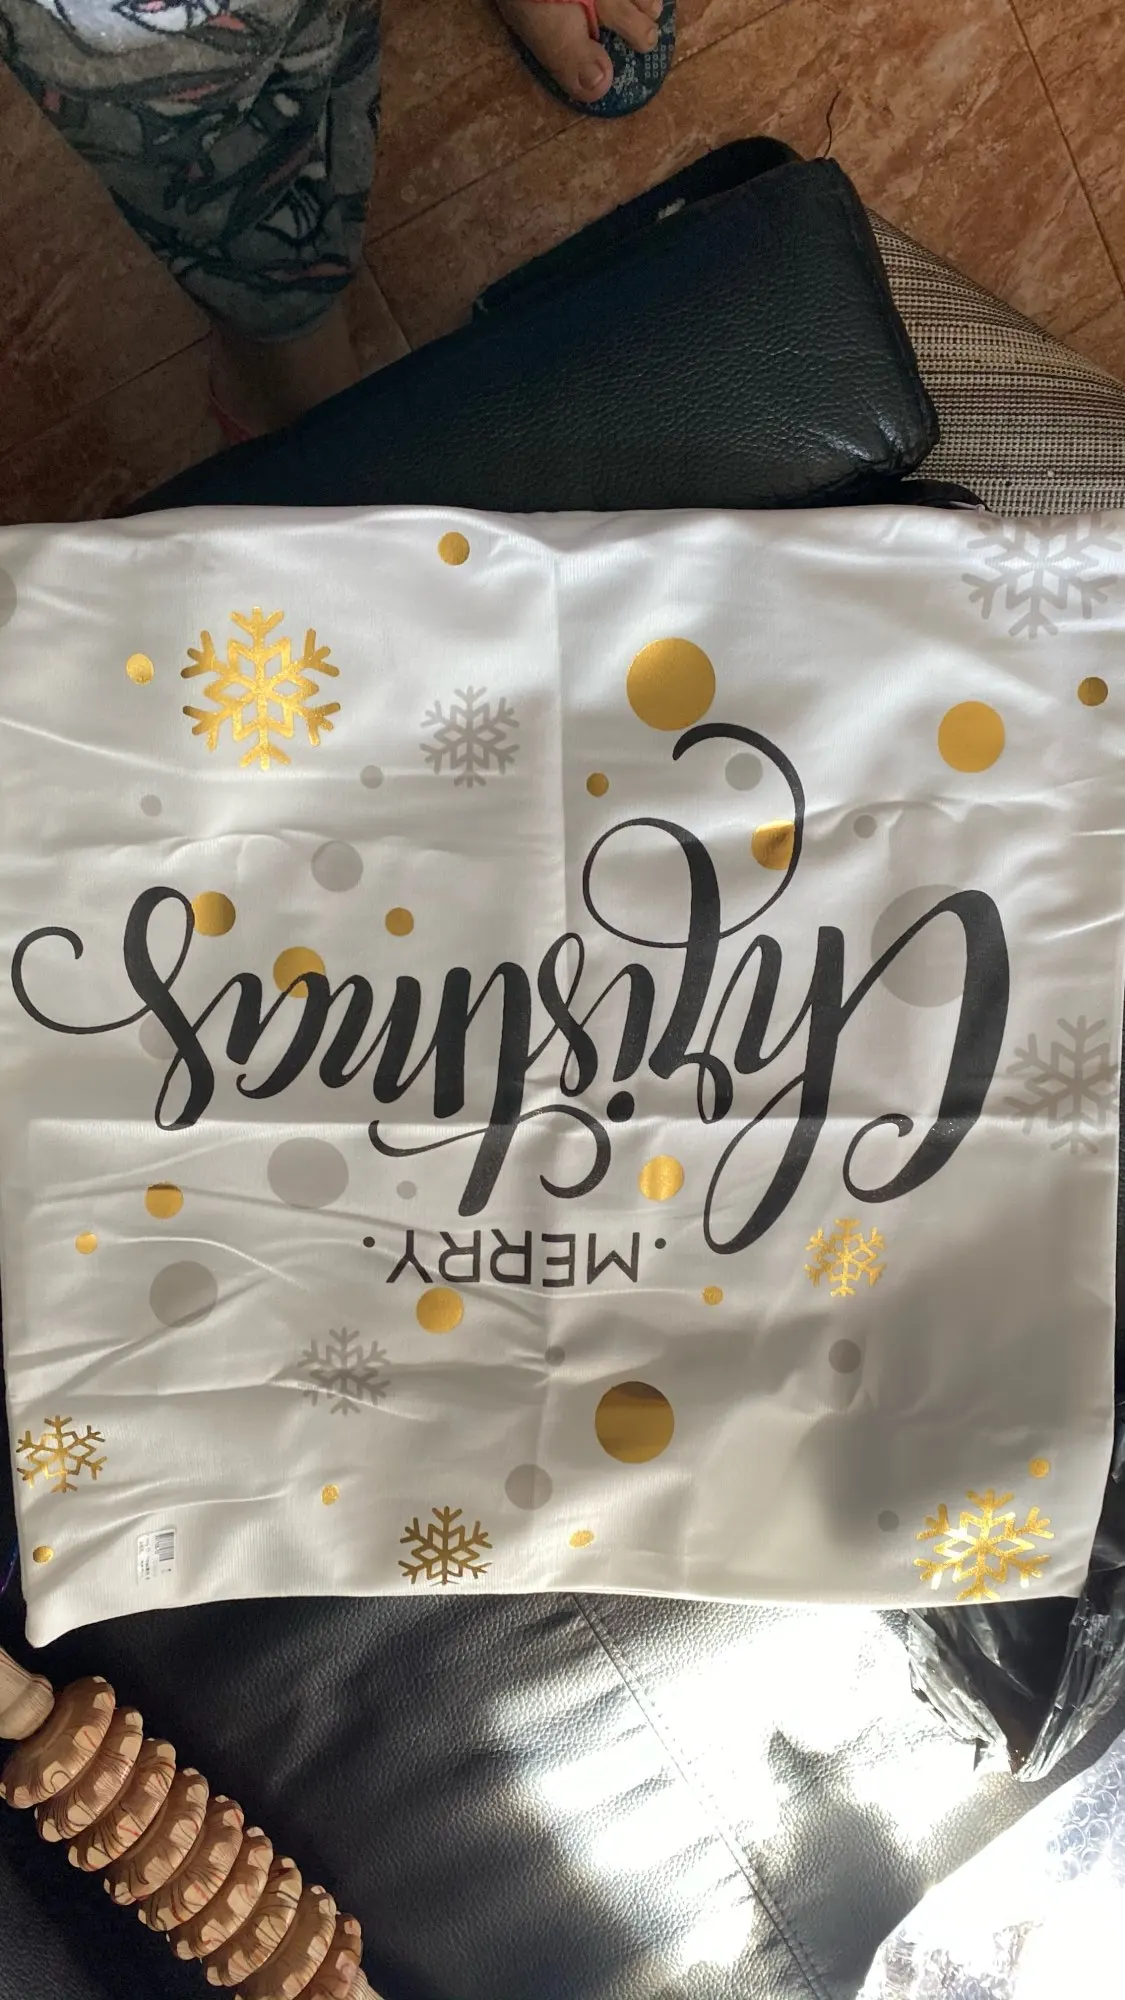 . MERRY .
Christmas